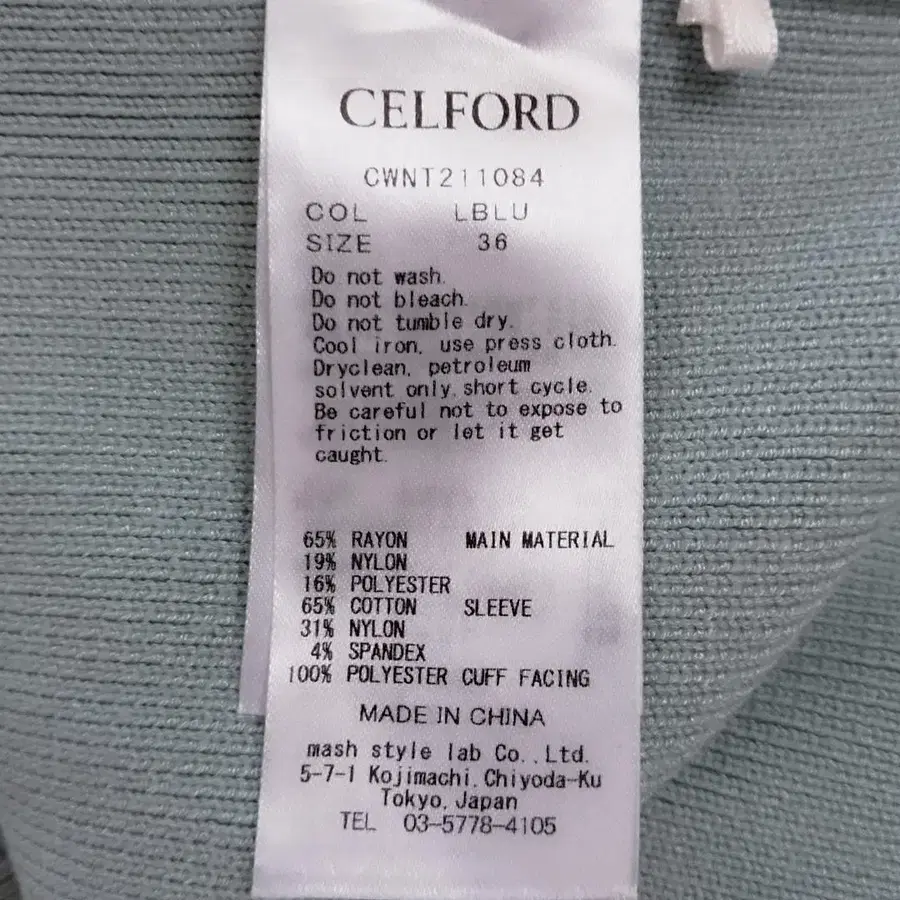 CELFORD
CWNT211084
COL LBLU
SIZE 36
Do not wash.
Do not bleach.
Do not tumble dry.
Cool iron, use press cloth.
Dryclean, petroleum
solvent only, short cycle.
Be careful not to expose to
friction or let it get
caught.
65% RAYON MAIN MATERIAL
19% NYLON
16% POLYESTER
65% COTTON SLEEVE
31% NYLON
4% SPANDEX
100% POLYESTER CUFF FACING
MADE IN CHINA
mash style lab Co.,Ltd.
5-7-1 Kojimachi,Chiyoda-Ku
Tokyo,Japan
TEL 03-5778-4105